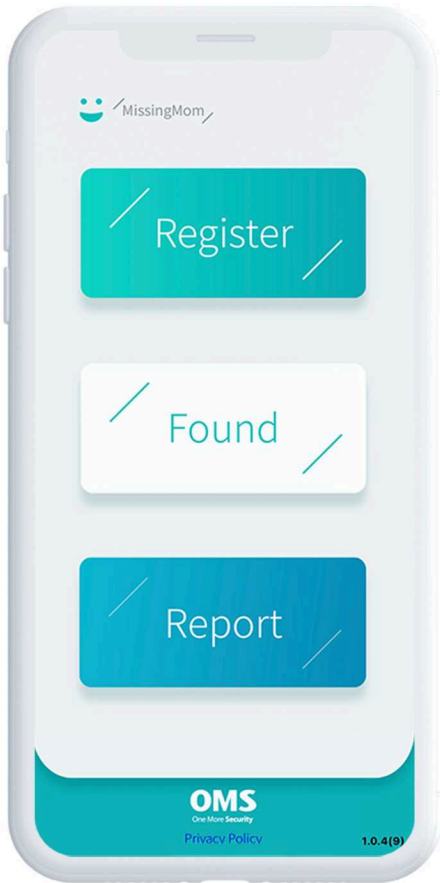 MissingMom
Register
Found
Report
OMS
One More Security
Privacy Policy
1.0.4(9)